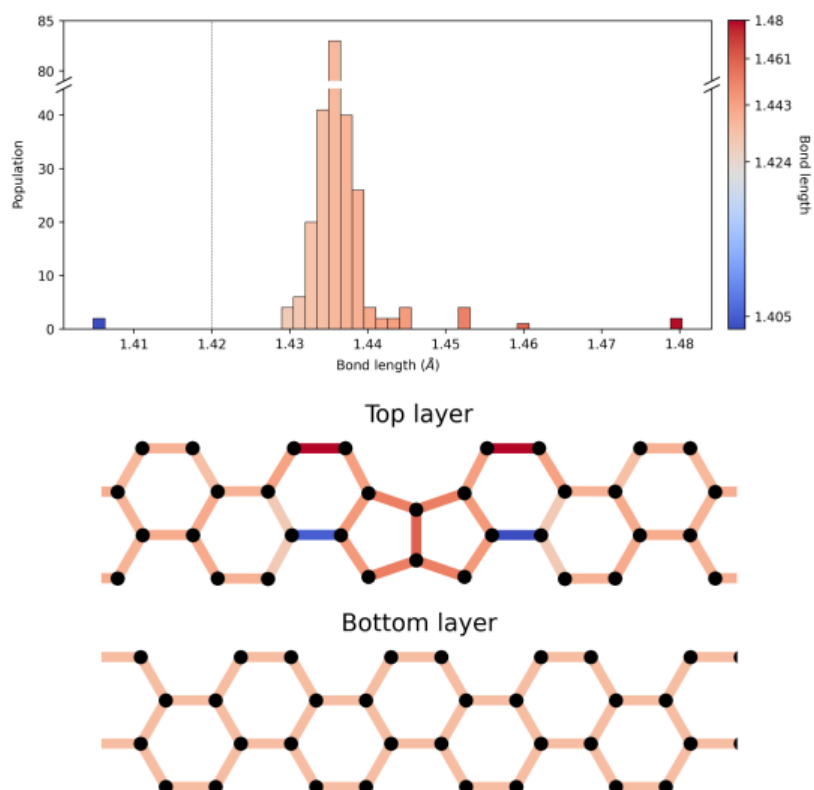 85
80
40
30
20
10
0
Population
1.41 1.42 1.43 1.44 1.45 1.46 1.47 1.48
Bond length (Å)
1.48
1.461
1.443
1.424
1.405
Bond length
Top layer
Bottom layer